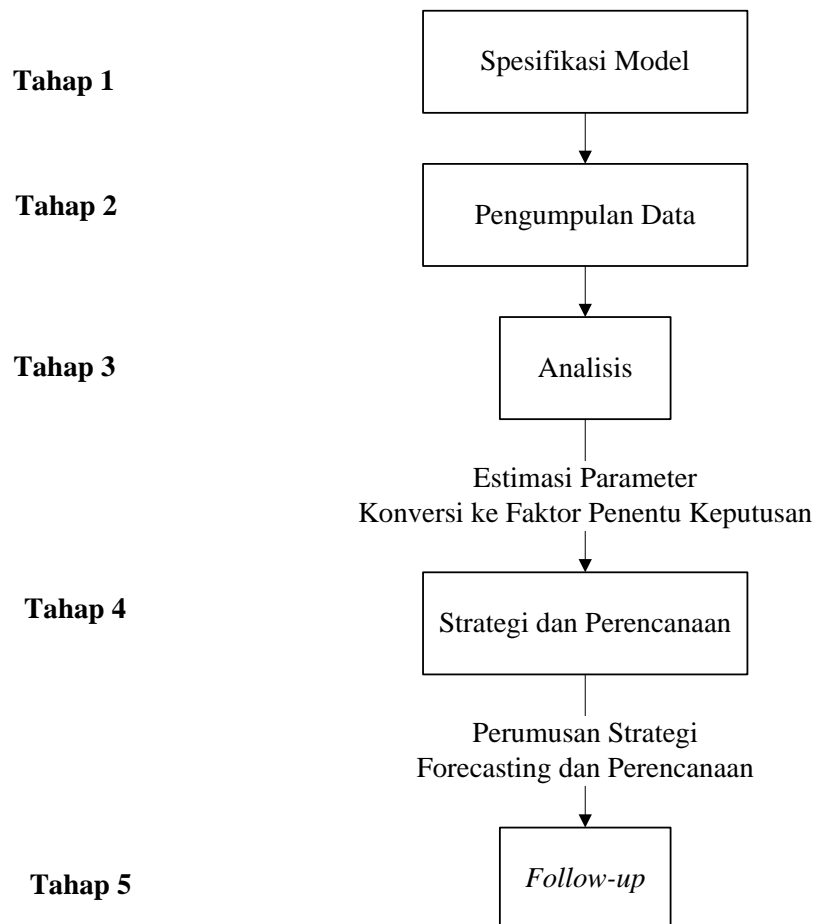 Spesifikasi Model
Tahap 1
Pengumpulan Data
Tahap 2
Analisis
Tahap 3
Estimasi Parameter
Konversi ke Faktor Penentu Keputusan
Tahap 4
Strategi dan Perencanaan
Perumusan Strategi
Forecasting dan Perencanaan
Follow-up
Tahap 5